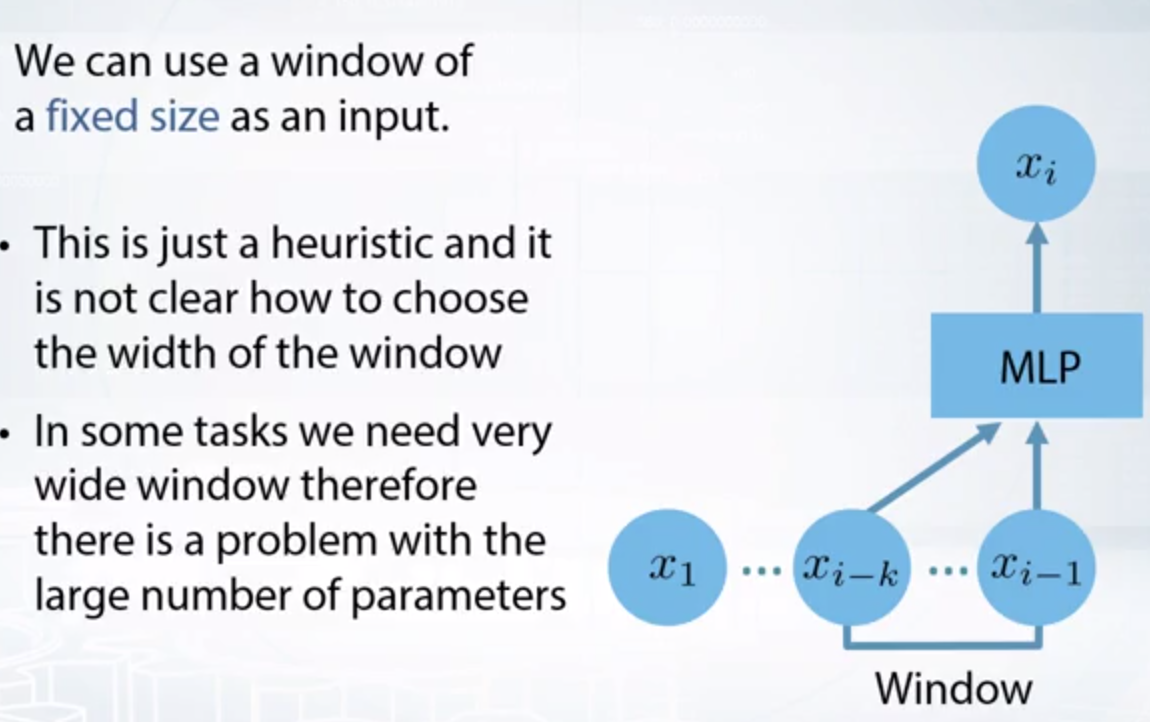 We can use a window of
a fixed size as an input.
• This is just a heuristic and it
is not clear how to choose
the width of the window
• In some tasks we need very
wide window therefore
there is a problem with the
large number of parameters
x_i
MLP
x_1 ... x_{i-k} ... x_{i-1}
Window